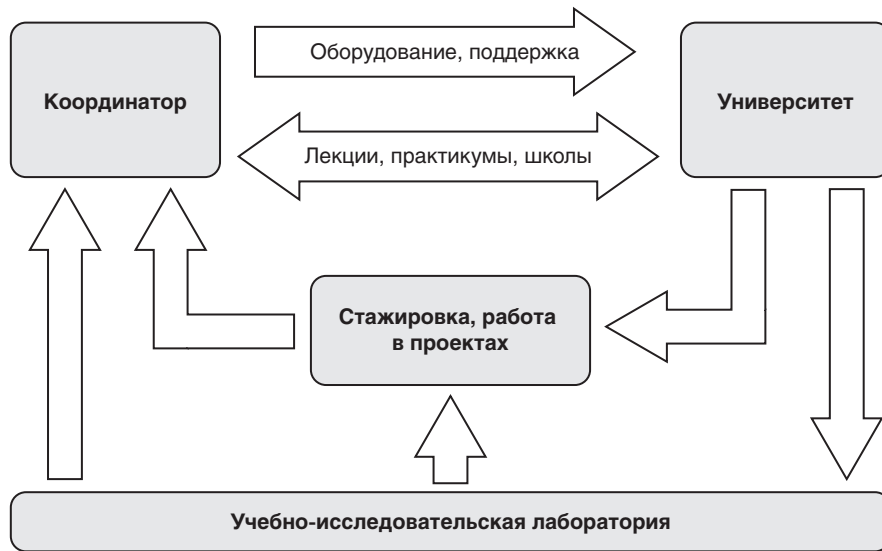 Оборудование, поддержка
Координатор
Университет
Лекции, практикумы, школы
Стажировка, работа
в проектах
Учебно-исследовательская лаборатория